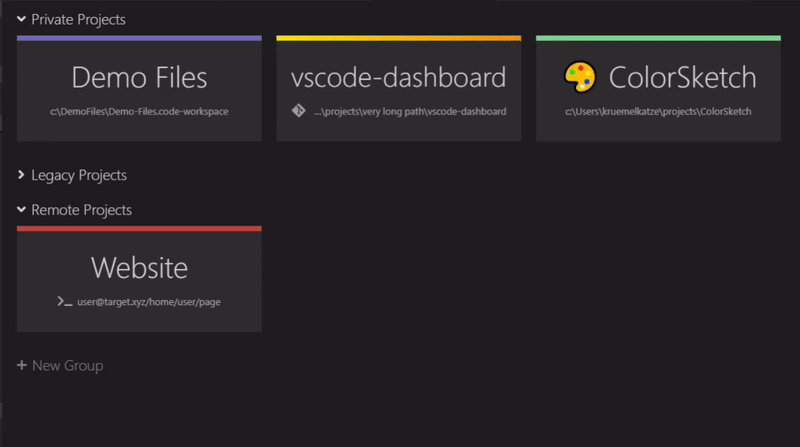 Private Projects
Demo Files
c:\DemoFiles\Demo-Files.code-workspace
vscode-dashboard
...\projects\very long path\vscode-dashboard
ColorSketch
c:\Users\kruemelkatze\projects\ColorSketch
Legacy Projects
Remote Projects
Website
user@target.xyz/home/user/page
+ New Group